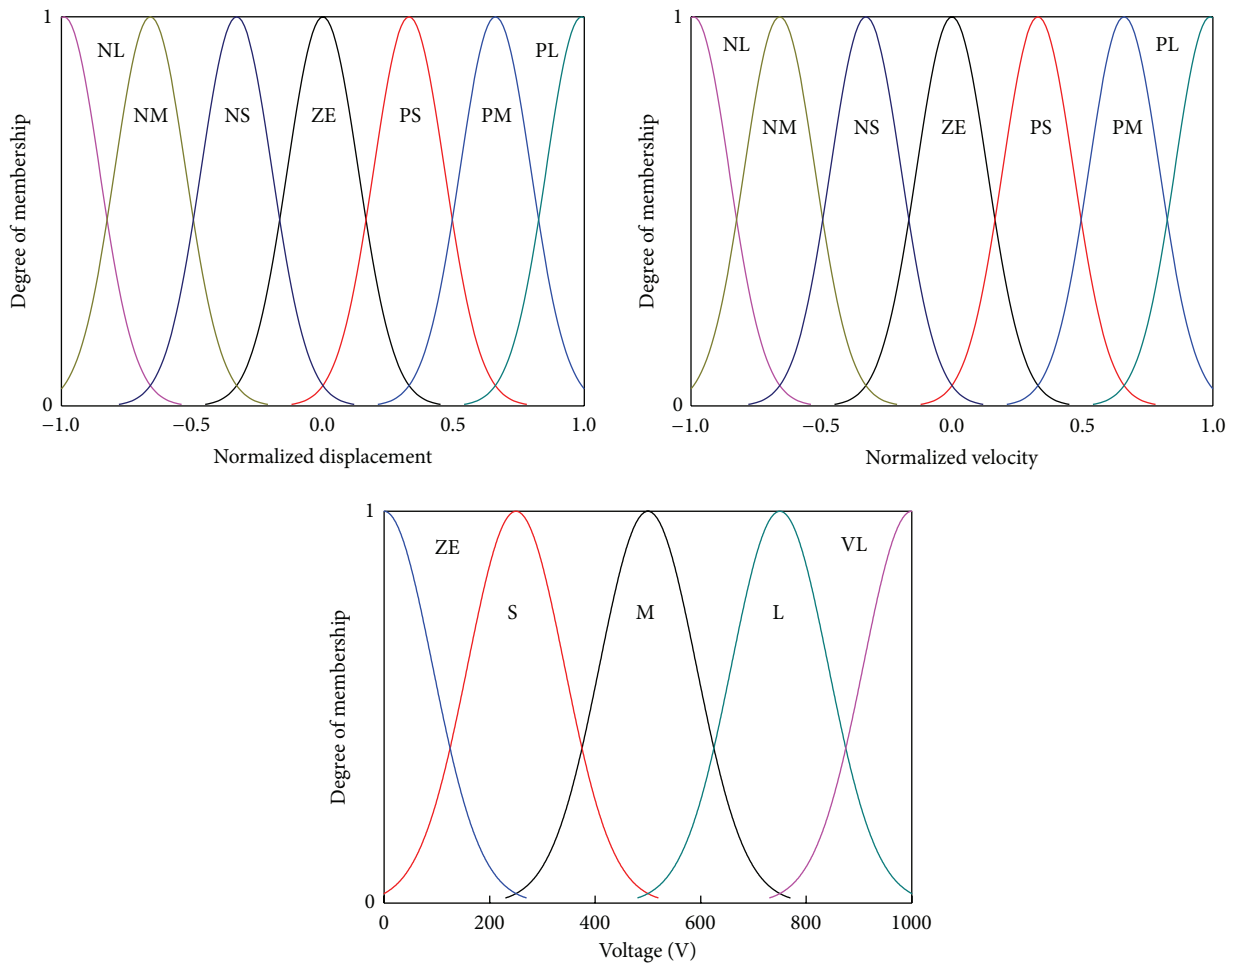 1
NL
PL
NM
NS
ZE
PS
PM
Degree of membership
0
−1.0
−0.5
0.0
0.5
1.0
Normalized displacement
1
NL
PL
NM
NS
ZE
PS
PM
Degree of membership
0
−1.0
−0.5
0.0
0.5
1.0
Normalized velocity
1
ZE
VL
S
M
L
Degree of membership
0
0
200
400
600
800
1000
Voltage (V)